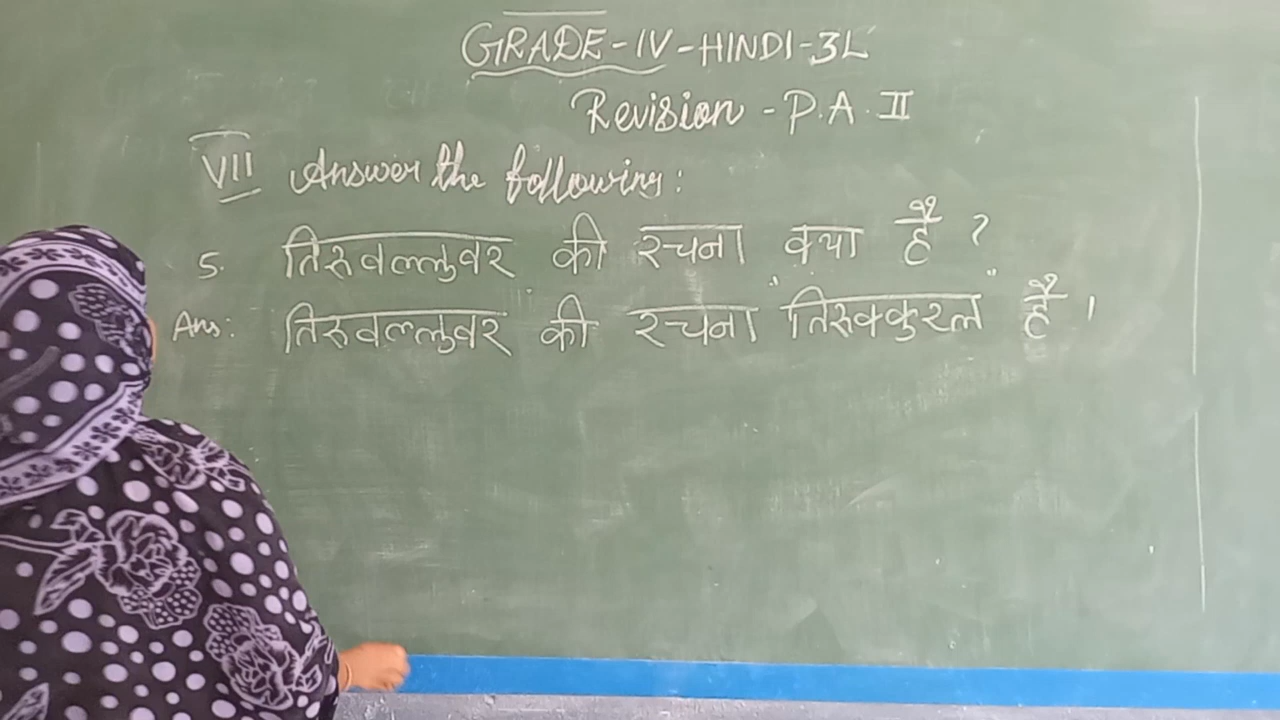 GRADE-IV-HINDI-3L
Revision - P.A. II
VII Answer the following:
5. तिरुवल्लुवर की रचना क्या है ?
Ans: तिरुवल्लुवर की रचना "तिरुक्कुरल" है ।